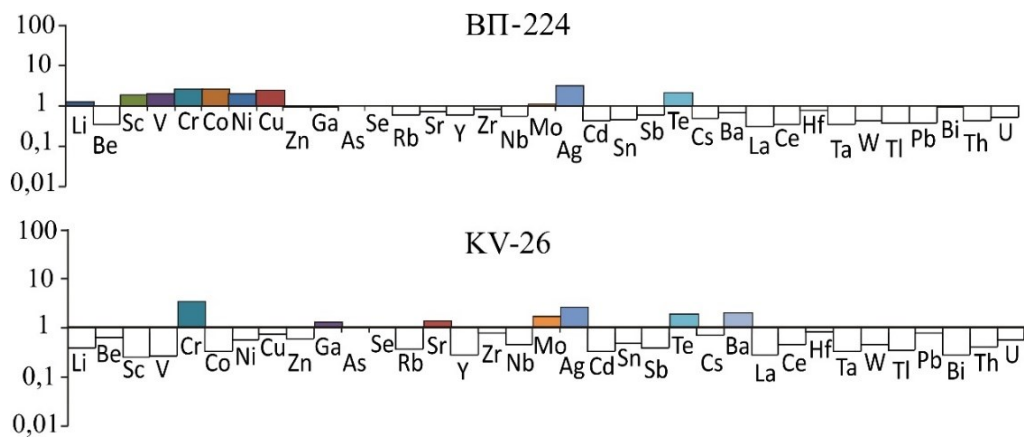 ВП-224
100
10
1
0,1
0,01
Li Be Sc V Cr Co Ni Cu Zn Ga As Se Rb Sr Y Zr Nb Mo Ag Cd Sn Sb Te Cs Ba La Ce Hf Ta W Tl Pb Bi Th U
KV-26
100
10
1
0,1
0,01
Li Be Sc V Cr Co Ni Cu Zn Ga As Se Rb Sr Y Zr Nb Mo Ag Cd Sn Sb Te Cs Ba La Ce Hf Ta W Tl Pb Bi Th U